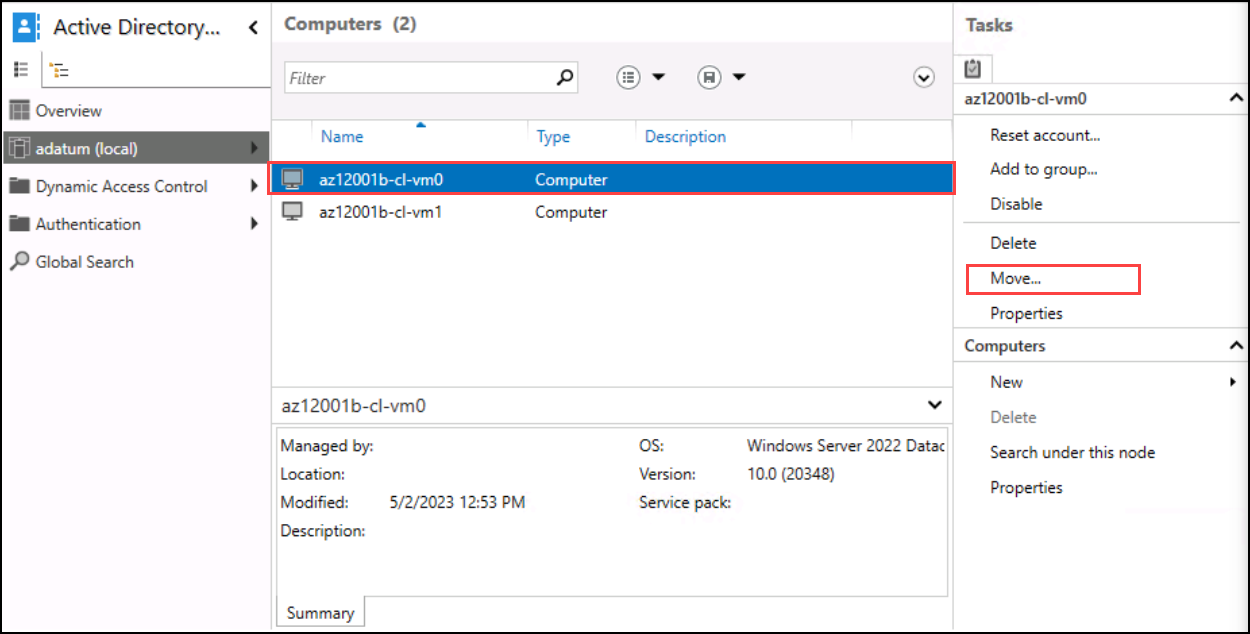 Active Directory...
Overview
adatum (local)
Dynamic Access Control
Authentication
Global Search
Computers (2)
Filter
Name Type Description
az12001b-cl-vm0 Computer
az12001b-cl-vm1 Computer
az12001b-cl-vm0
Managed by: OS: Windows Server 2022 Datac
Location: Version: 10.0 (20348)
Modified: 5/2/2023 12:53 PM Service pack:
Description:
Summary
Tasks
az12001b-cl-vm0
Reset account...
Add to group...
Disable
Delete
Move...
Properties
Computers
New
Delete
Search under this node
Properties